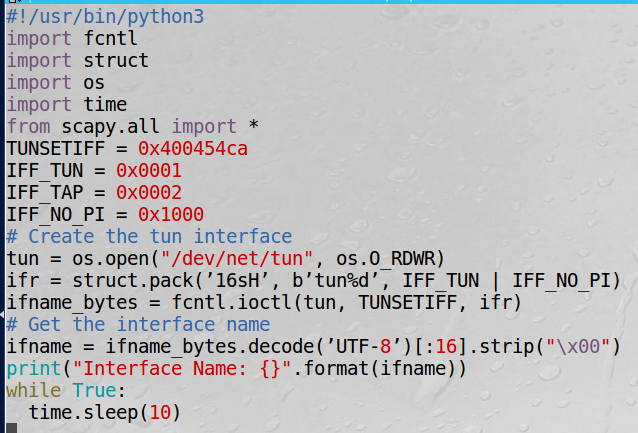 #!/usr/bin/python3
import fcntl
import struct
import os
import time
from scapy.all import *
TUNSETIFF = 0x400454ca
IFF_TUN = 0x0001
IFF_TAP = 0x0002
IFF_NO_PI = 0x1000
# Create the tun interface
tun = os.open("/dev/net/tun", os.O_RDWR)
ifr = struct.pack(’16sH’, b’tun%d’, IFF_TUN | IFF_NO_PI)
ifname_bytes = fcntl.ioctl(tun, TUNSETIFF, ifr)
# Get the interface name
ifname = ifname_bytes.decode(’UTF-8’)[:16].strip("\x00")
print("Interface Name: {}".format(ifname))
while True:
  time.sleep(10)